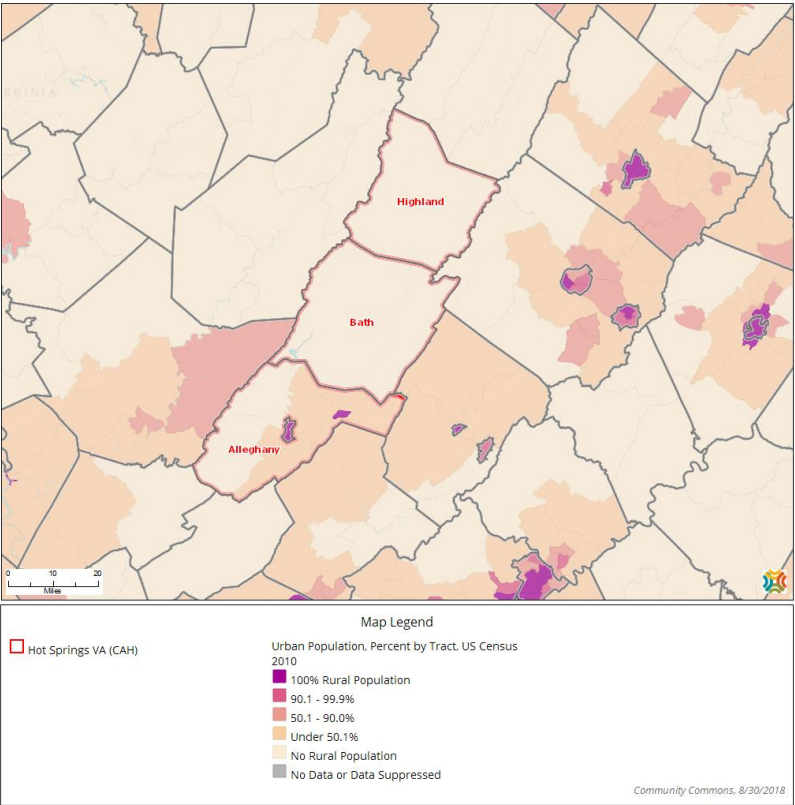 RGINIA
Highland
Bath
Alleghany
0 10 20
Miles
Map Legend
Hot Springs VA (CAH)
Urban Population, Percent by Tract, US Census
2010
100% Rural Population
90.1 - 99.9%
50.1 - 90.0%
Under 50.1%
No Rural Population
No Data or Data Suppressed
Community Commons, 8/30/2018